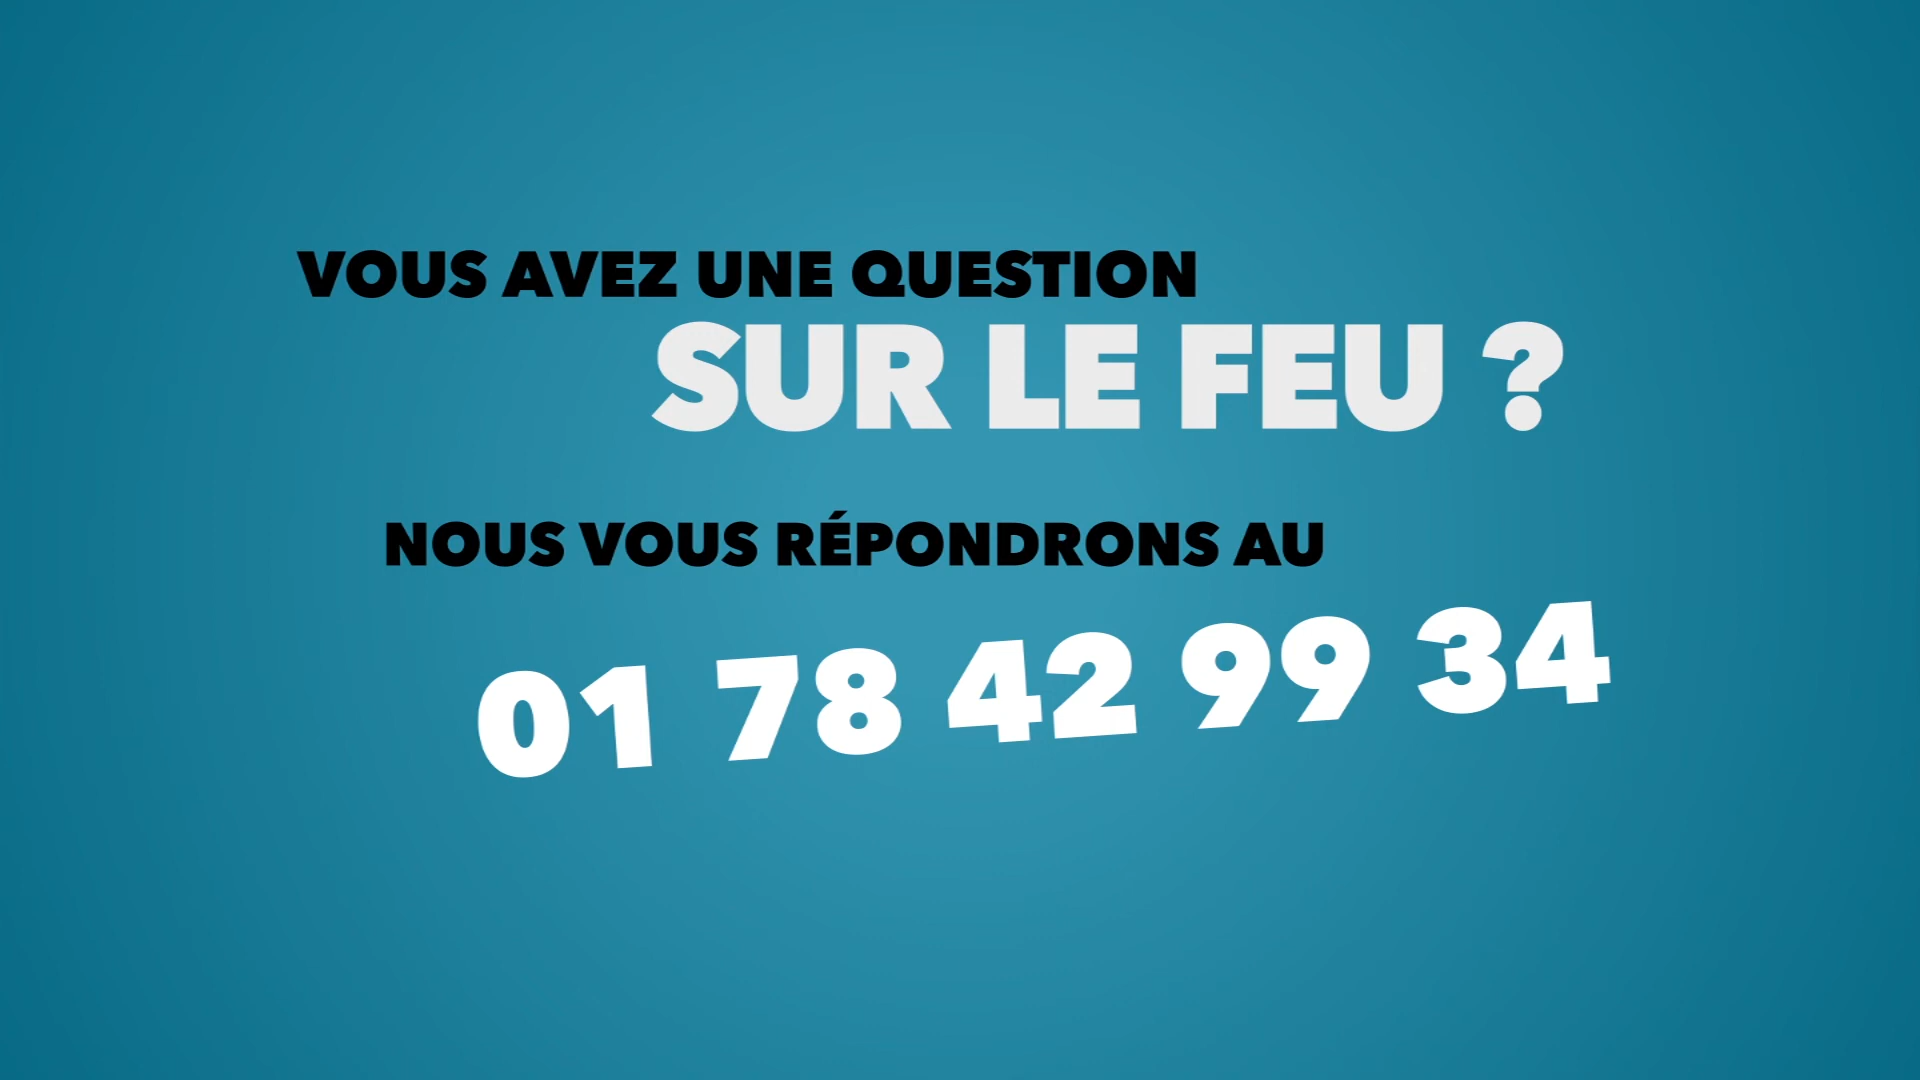 VOUS AVEZ UNE QUESTION
SUR LE FEU ?
NOUS VOUS RÉPONDRONS AU
01 78 42 99 34